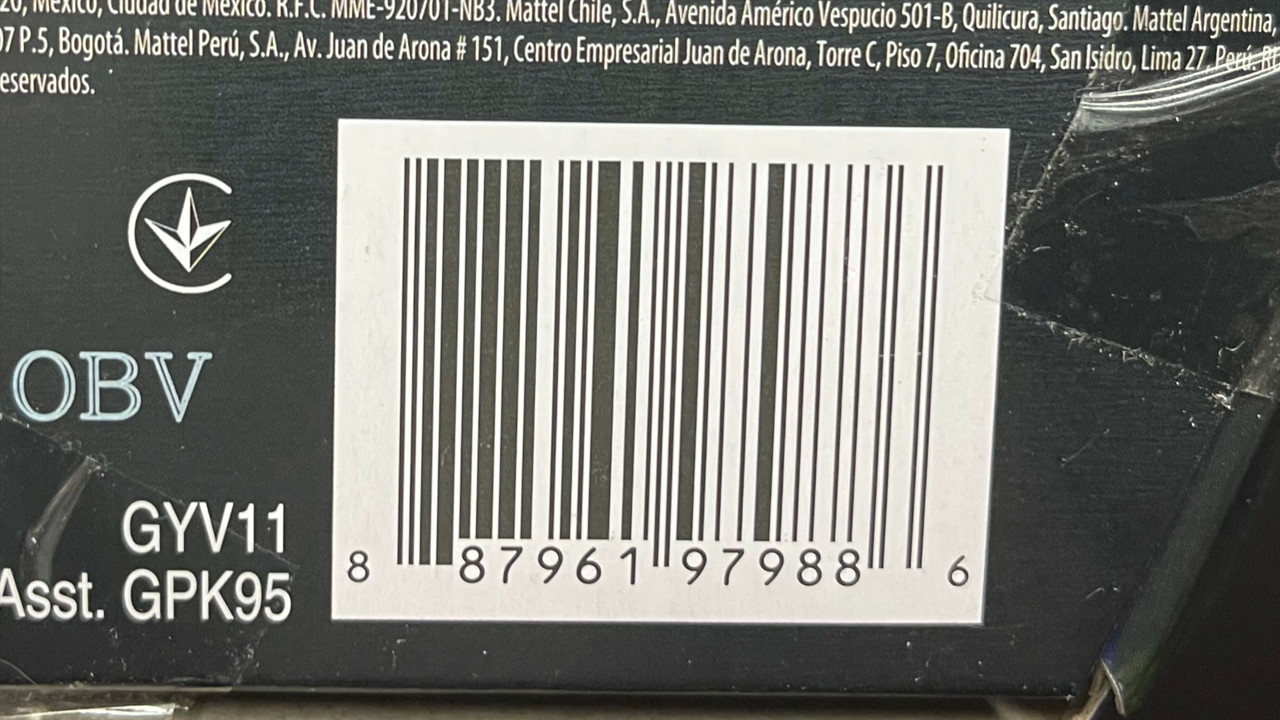 México, Ciudad de México. R.F.C. MME-920701-NB3. Mattel Chile, S.A., Avenida Américo Vespucio 501-B, Quilicura, Santiago. Mattel Argentina,
P.5, Bogotá. Mattel Perú, S.A., Av. Juan de Arona # 151, Centro Empresarial Juan de Arona, Torre C, Piso 7, Oficina 704, San Isidro, Lima 27, Perú.
eservados.
OBV
GYV11
Asst. GPK95
8 87961 97988 6